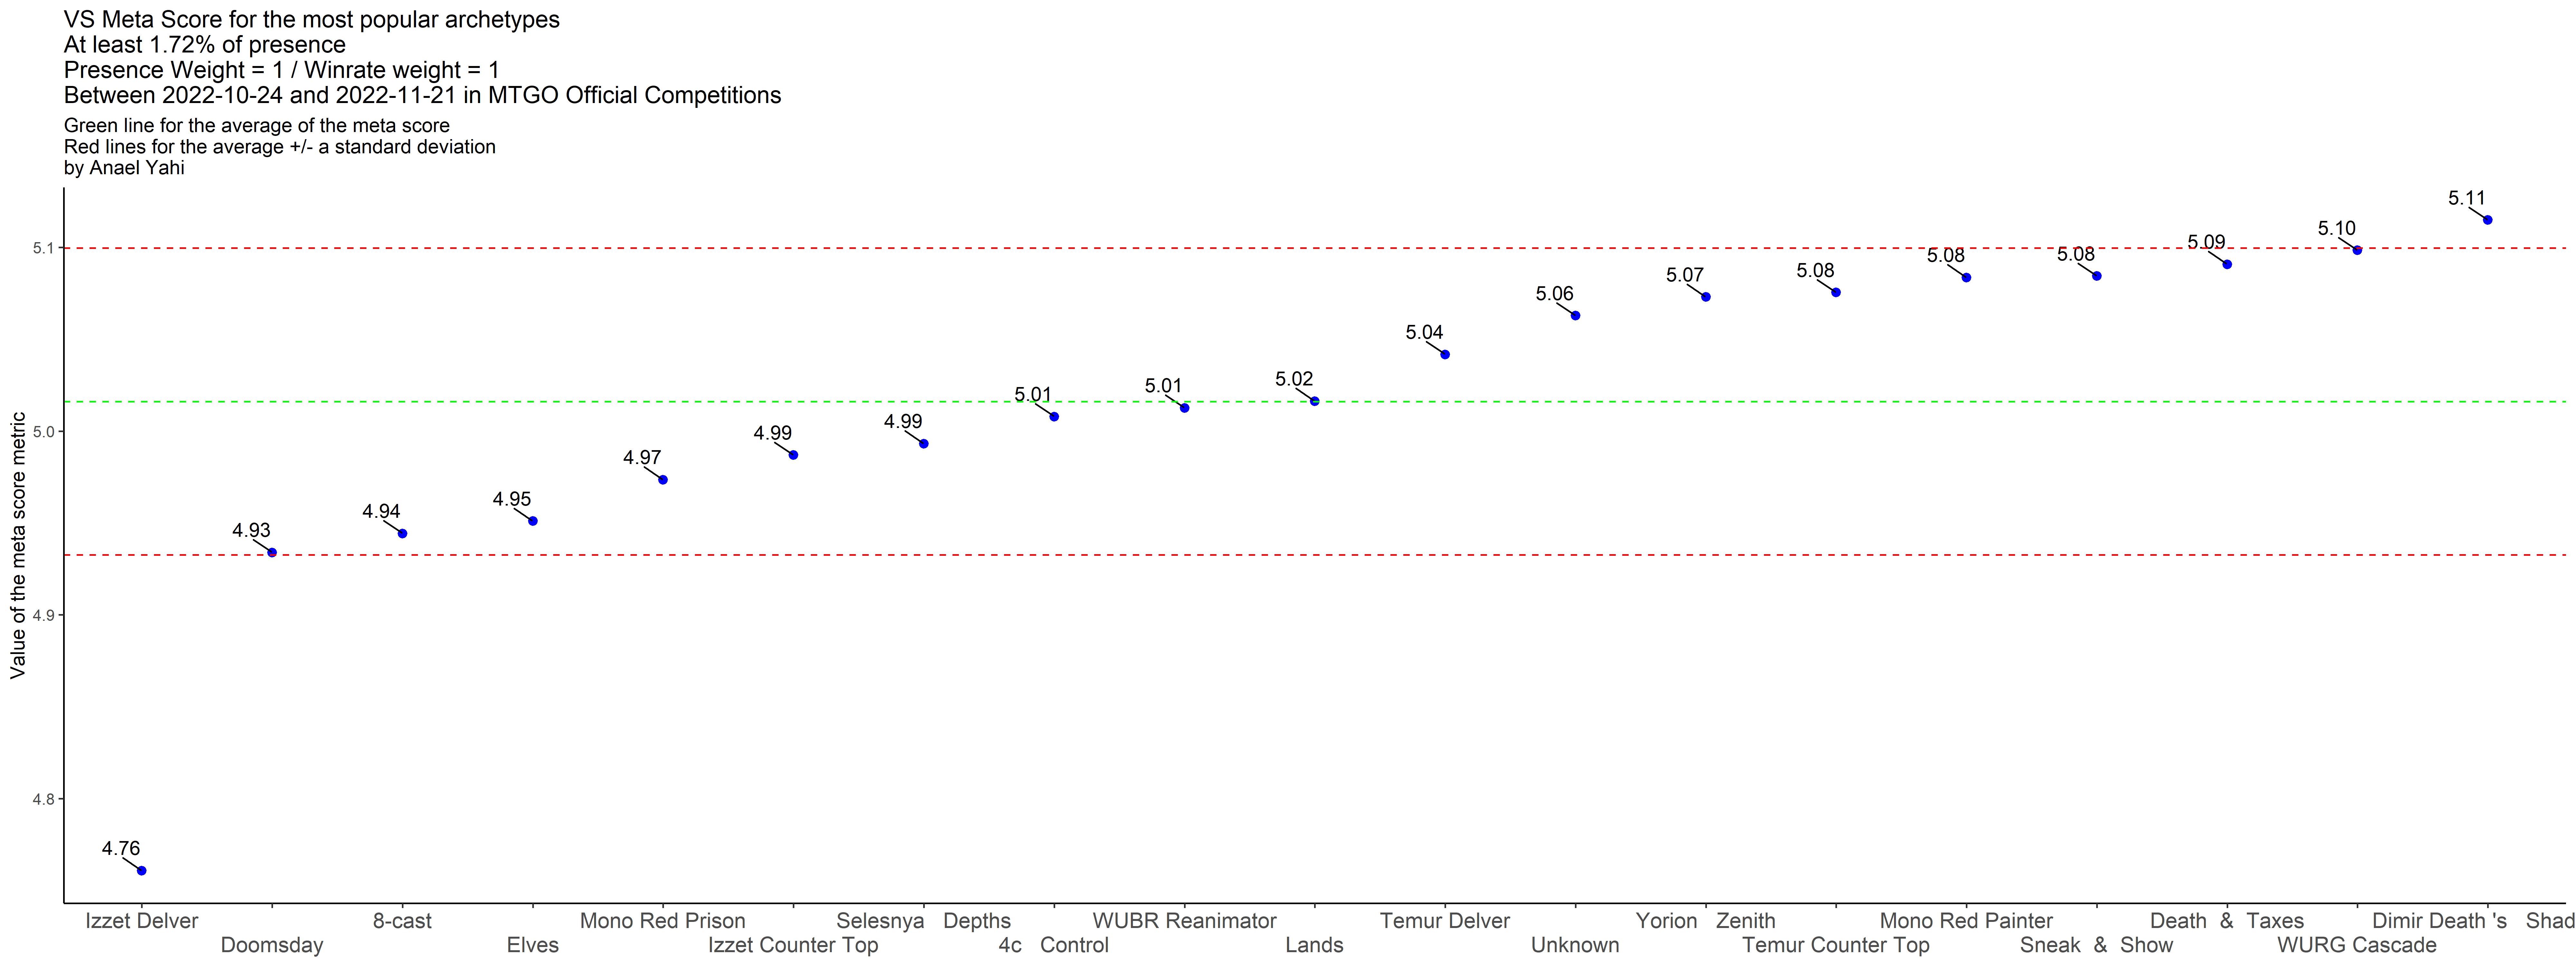 VS Meta Score for the most popular archetypes
At least 1.72% of presence
Presence Weight = 1 / Winrate weight = 1
Between 2022-10-24 and 2022-11-21 in MTGO Official Competitions
Green line for the average of the meta score
Red lines for the average +/- a standard deviation
by Anael Yahi
Value of the meta score metric
5.1
5.0
4.9
4.8
4.76
4.93
4.94
4.95
4.97
4.99
4.99
5.01
5.01
5.02
5.04
5.06
5.07
5.08
5.08
5.08
5.09
5.10
5.11
Izzet Delver
Doomsday
8-cast
Elves
Mono Red Prison
Izzet Counter Top
Selesnya Depths
4c Control
WUBR Reanimator
Lands
Temur Delver
Unknown
Yorion Zenith
Temur Counter Top
Mono Red Painter
Sneak & Show
Death & Taxes
WURG Cascade
Dimir Death 's Shad